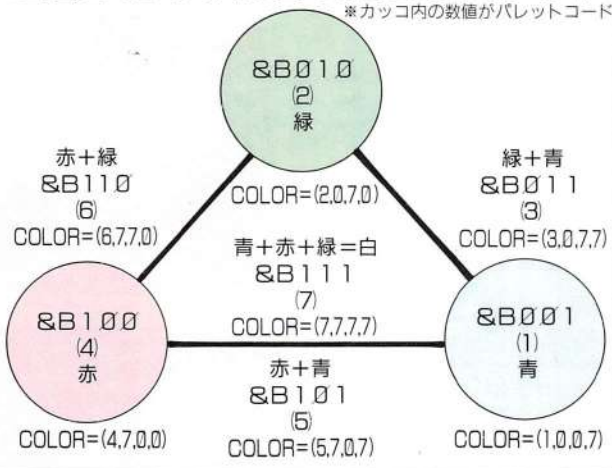 ※カッコ内の数値がパレットコード
&B010
(2)
緑
COLOR=(2,0,7,0)
赤+緑
&B110
(6)
COLOR=(6,7,7,0)
緑+青
&B011
(3)
COLOR=(3,0,7,7)
青+赤+緑=白
&B111
(7)
COLOR=(7,7,7,7)
&B100
(4)
赤
COLOR=(4,7,0,0)
赤+青
&B101
(5)
COLOR=(5,7,0,7)
&B001
(1)
青
COLOR=(1,0,0,7)